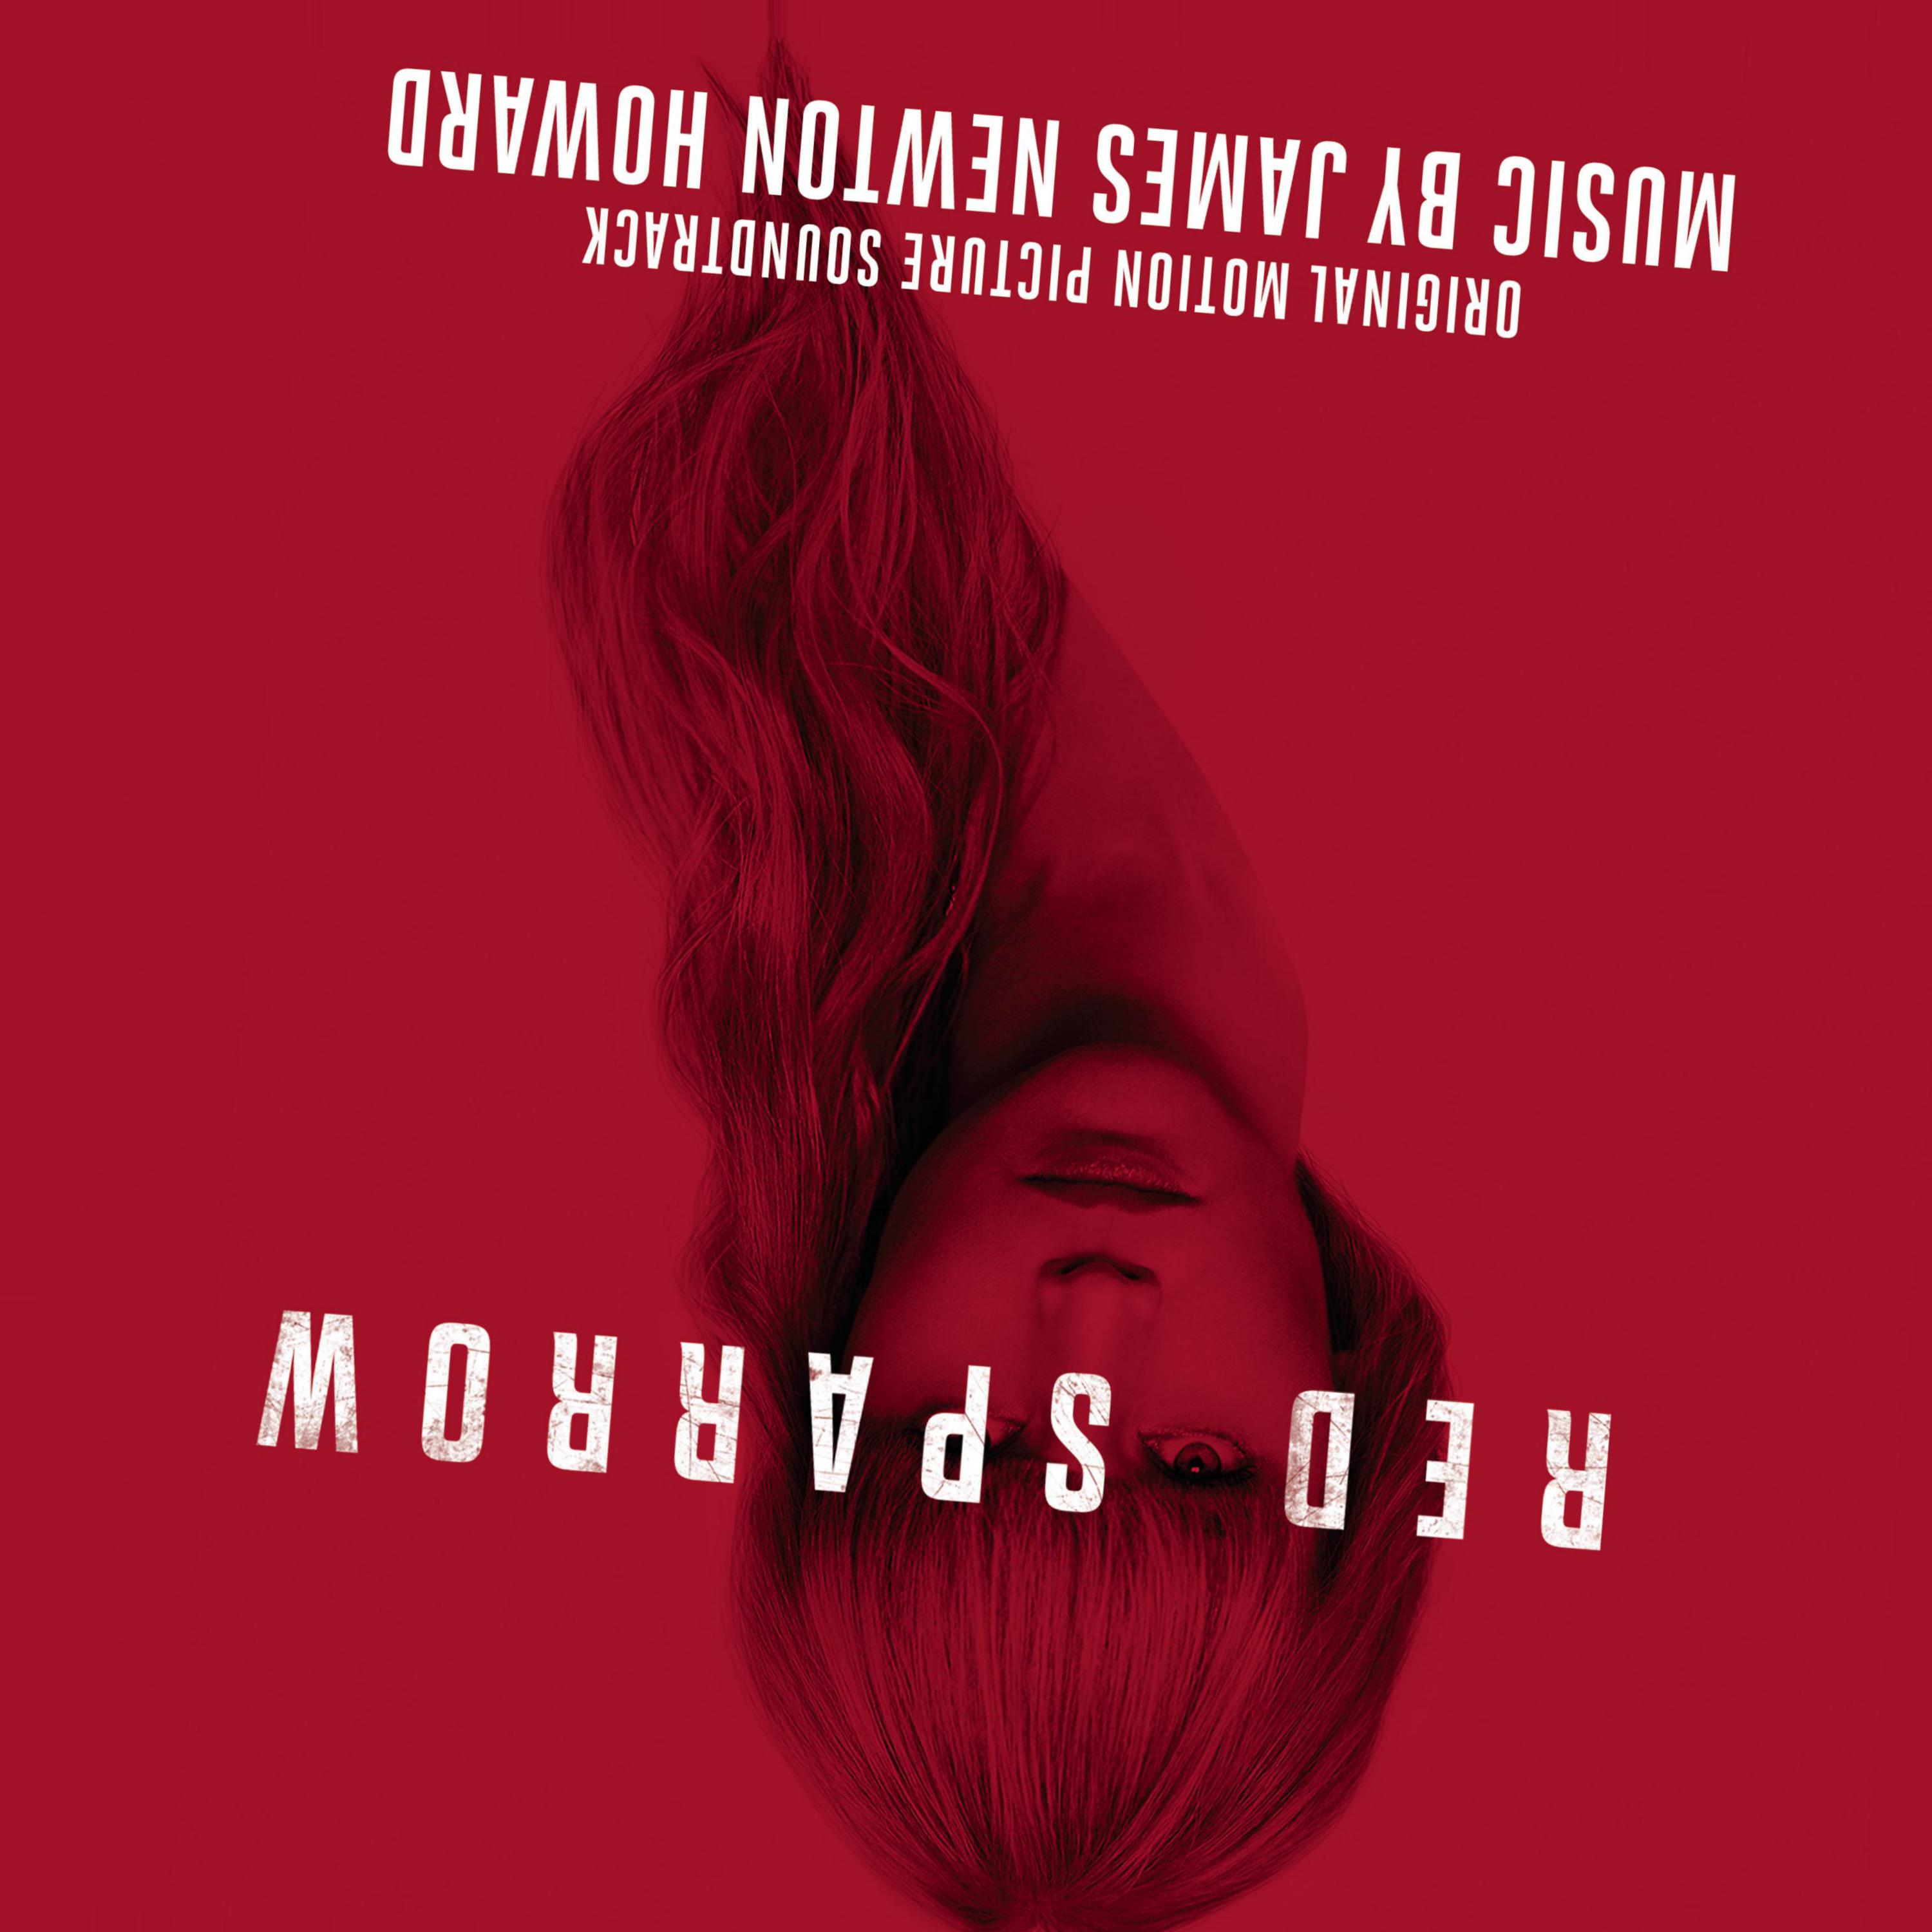 RED SPARROW
ORIGINAL MOTION PICTURE SOUNDTRACK
MUSIC BY JAMES NEWTON HOWARD